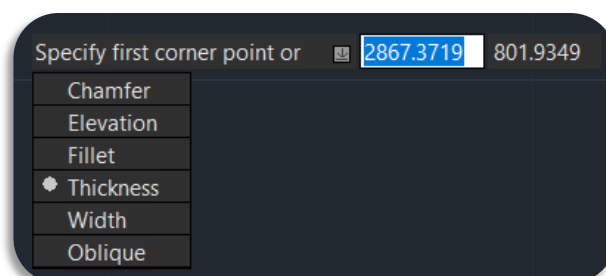 Specify first corner point or 2867.3719 801.9349
Chamfer
Elevation
Fillet
Thickness
Width
Oblique